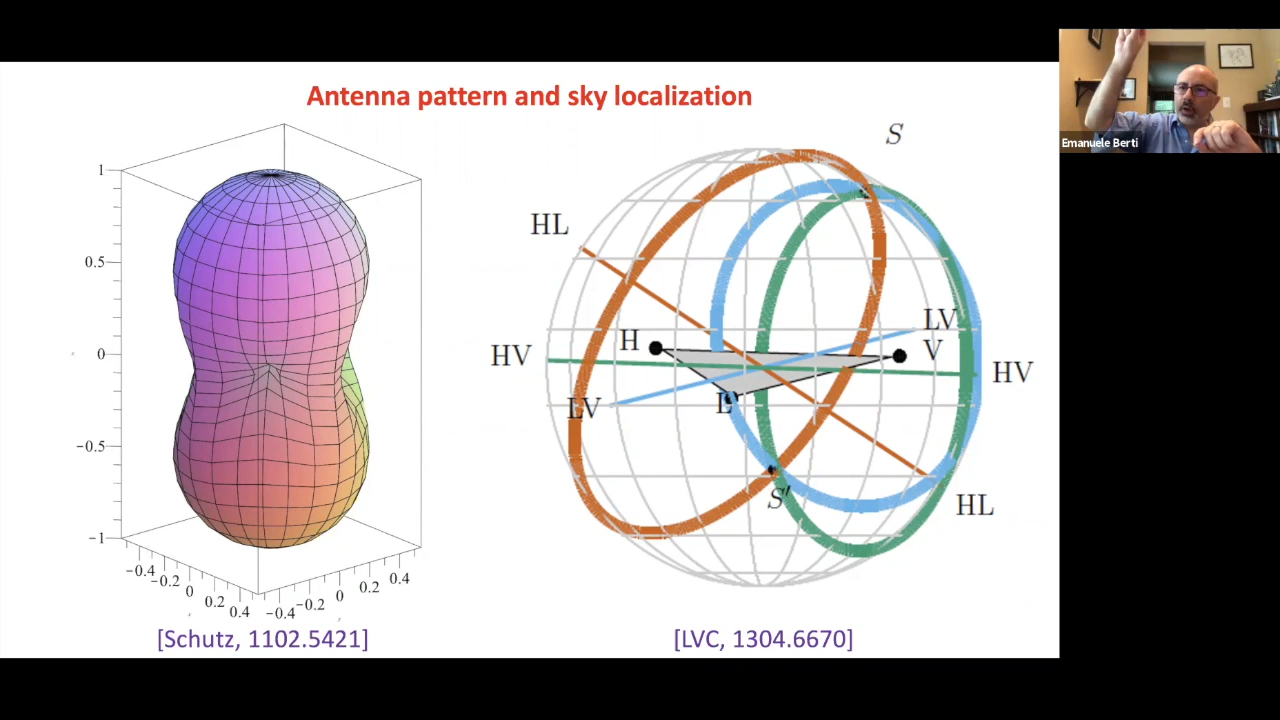 Antenna pattern and sky localization
Emanuele Berti
1
0.5
0
−0.5
−1
−0.4
−0.2
0
0.2
0.4
−0.4
−0.2
0
0.2
0.4
S
HL
H
LV
V
HV
HV
LV
L
S′
HL
[Schutz, 1102.5421]
[LVC, 1304.6670]